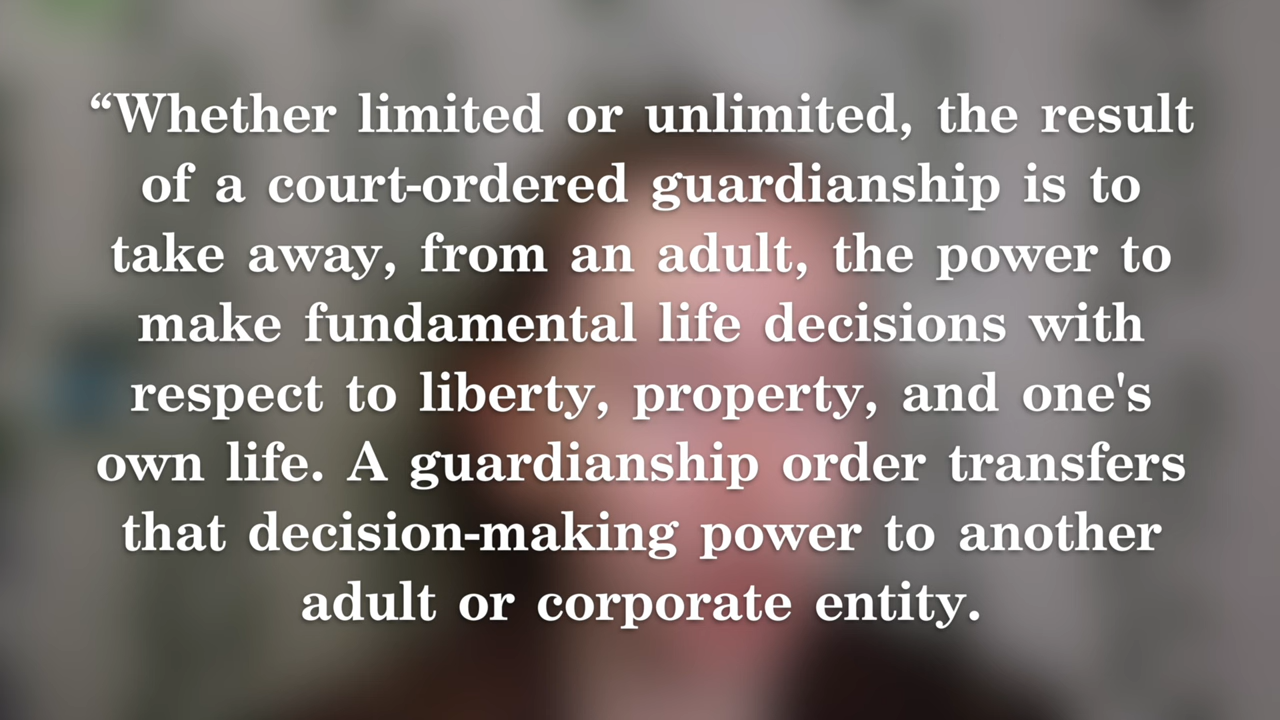 “Whether limited or unlimited, the result
of a court-ordered guardianship is to
take away, from an adult, the power to
make fundamental life decisions with
respect to liberty, property, and one's
own life. A guardianship order transfers
that decision-making power to another
adult or corporate entity.